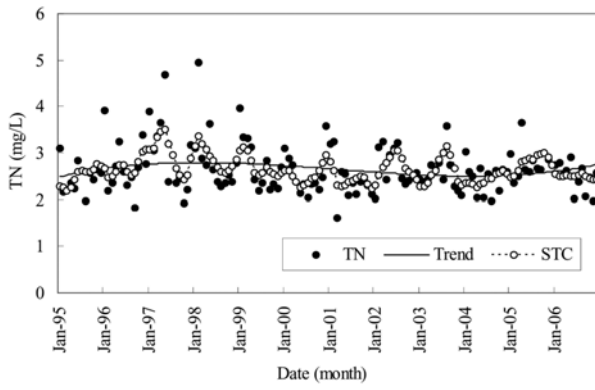 6
5
4
3
2
1
0
TN (mg/L)
TN Trend STC
Jan-95 Jan-96 Jan-97 Jan-98 Jan-99 Jan-00 Jan-01 Jan-02 Jan-03 Jan-04 Jan-05 Jan-06
Date (month)